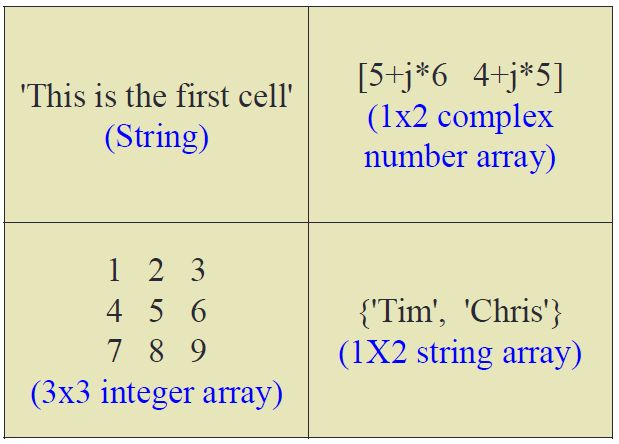 'This is the first cell'
(String)
[5+j*6 4+j*5]
(1x2 complex
number array)
1 2 3
4 5 6
7 8 9
(3x3 integer array)
{'Tim', 'Chris'}
(1X2 string array)